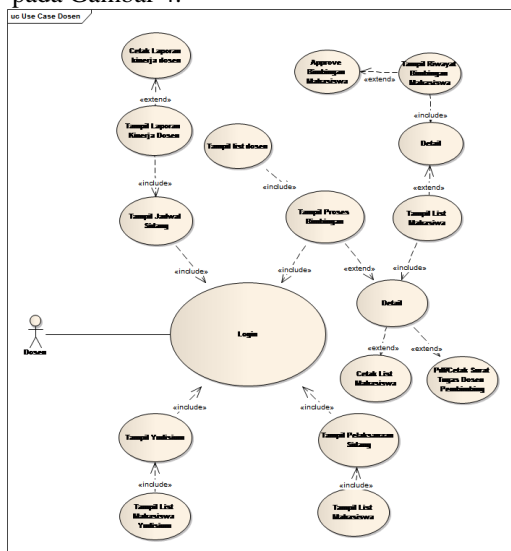 pada Gambar 4.
uc Use Case Dosen
Cetak Laporan
kinerja dosen
«extend»
Tampil Laporan
Kinerja Dosen
«include»
Tampil Jadwal
Sidang
«include»
Tampil list dosen
«include»
Tampil Proses
Bimbingan
«include»
«extend»
Approve
Bimbingan
Mahasiswa
«extend»
Tampil Riwayat
Bimbingan
Mahasiswa
«include»
Detail
«extend»
Tampil List
Mahasiswa
«include»
Detail
«extend»
«extend»
Cetak List
Mahasiswa
Pdf/Cetak Surat
Tugas Dosen
Pembimbing
Login
Dosen
«include»
Tampil Yudisium
«include»
Tampil List
Mahasiswa
Yudisium
«include»
Tampil Pelaksanaan
Sidang
«include»
Tampil List
Mahasiswa